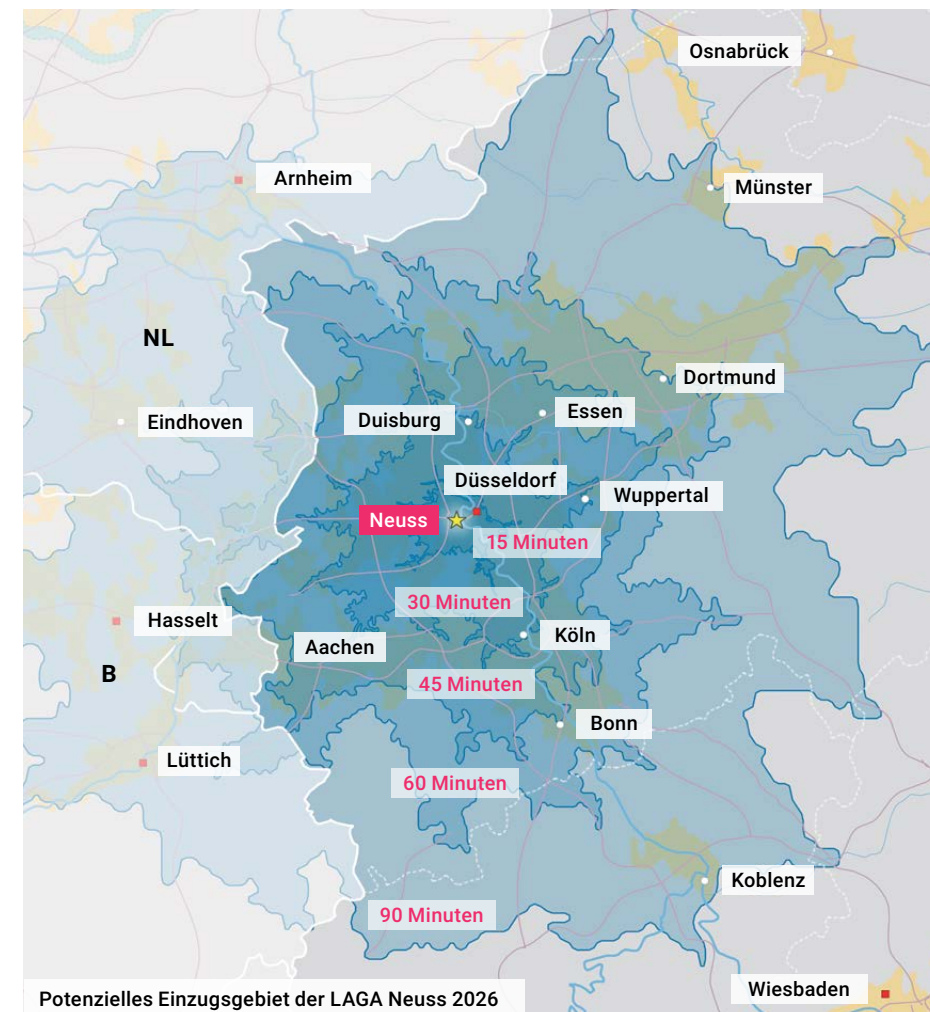 Osnabrück
Arnheim
Münster
NL
Dortmund
Eindhoven
Duisburg
Essen
Düsseldorf
Wuppertal
Neuss
15 Minuten
30 Minuten
Hasselt
Köln
Aachen
B
45 Minuten
Bonn
Lüttich
60 Minuten
Koblenz
90 Minuten
Wiesbaden
Potenzielles Einzugsgebiet der LAGA Neuss 2026